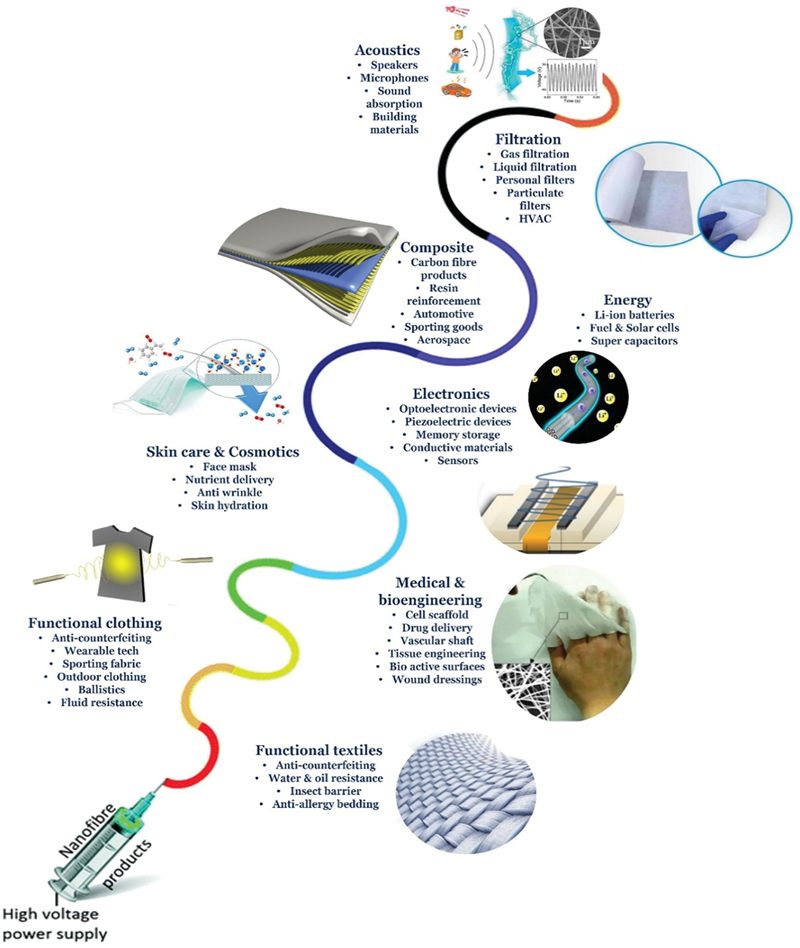 Acoustics
• Speakers
• Microphones
• Sound
absorption
• Building
materials
Voltage (V)
Time (s)
Filtration
• Gas filtration
• Liquid filtration
• Personal filters
• Particulate
filters
• HVAC
Composite
• Carbon fibre
products
• Resin
reinforcement
• Automotive
• Sporting goods
• Aerospace
Energy
• Li-ion batteries
• Fuel & Solar cells
• Super capacitors
Electronics
• Optoelectronic devices
• Piezoelectric devices
• Memory storage
• Conductive materials
• Sensors
Skin care & Cosmotics
• Face mask
• Nutrient delivery
• Anti wrinkle
• Skin hydration
Medical &
bioengineering
• Cell scaffold
• Drug delivery
• Vascular shaft
• Tissue engineering
• Bio active surfaces
• Wound dressings
Functional clothing
• Anti-counterfeiting
• Wearable tech
• Sporting fabric
• Outdoor clothing
• Ballistics
• Fluid resistance
Functional textiles
• Anti-counterfeiting
• Water & oil resistance
• Insect barrier
• Anti-allergy bedding
Nanofibre
products
High voltage
power supply